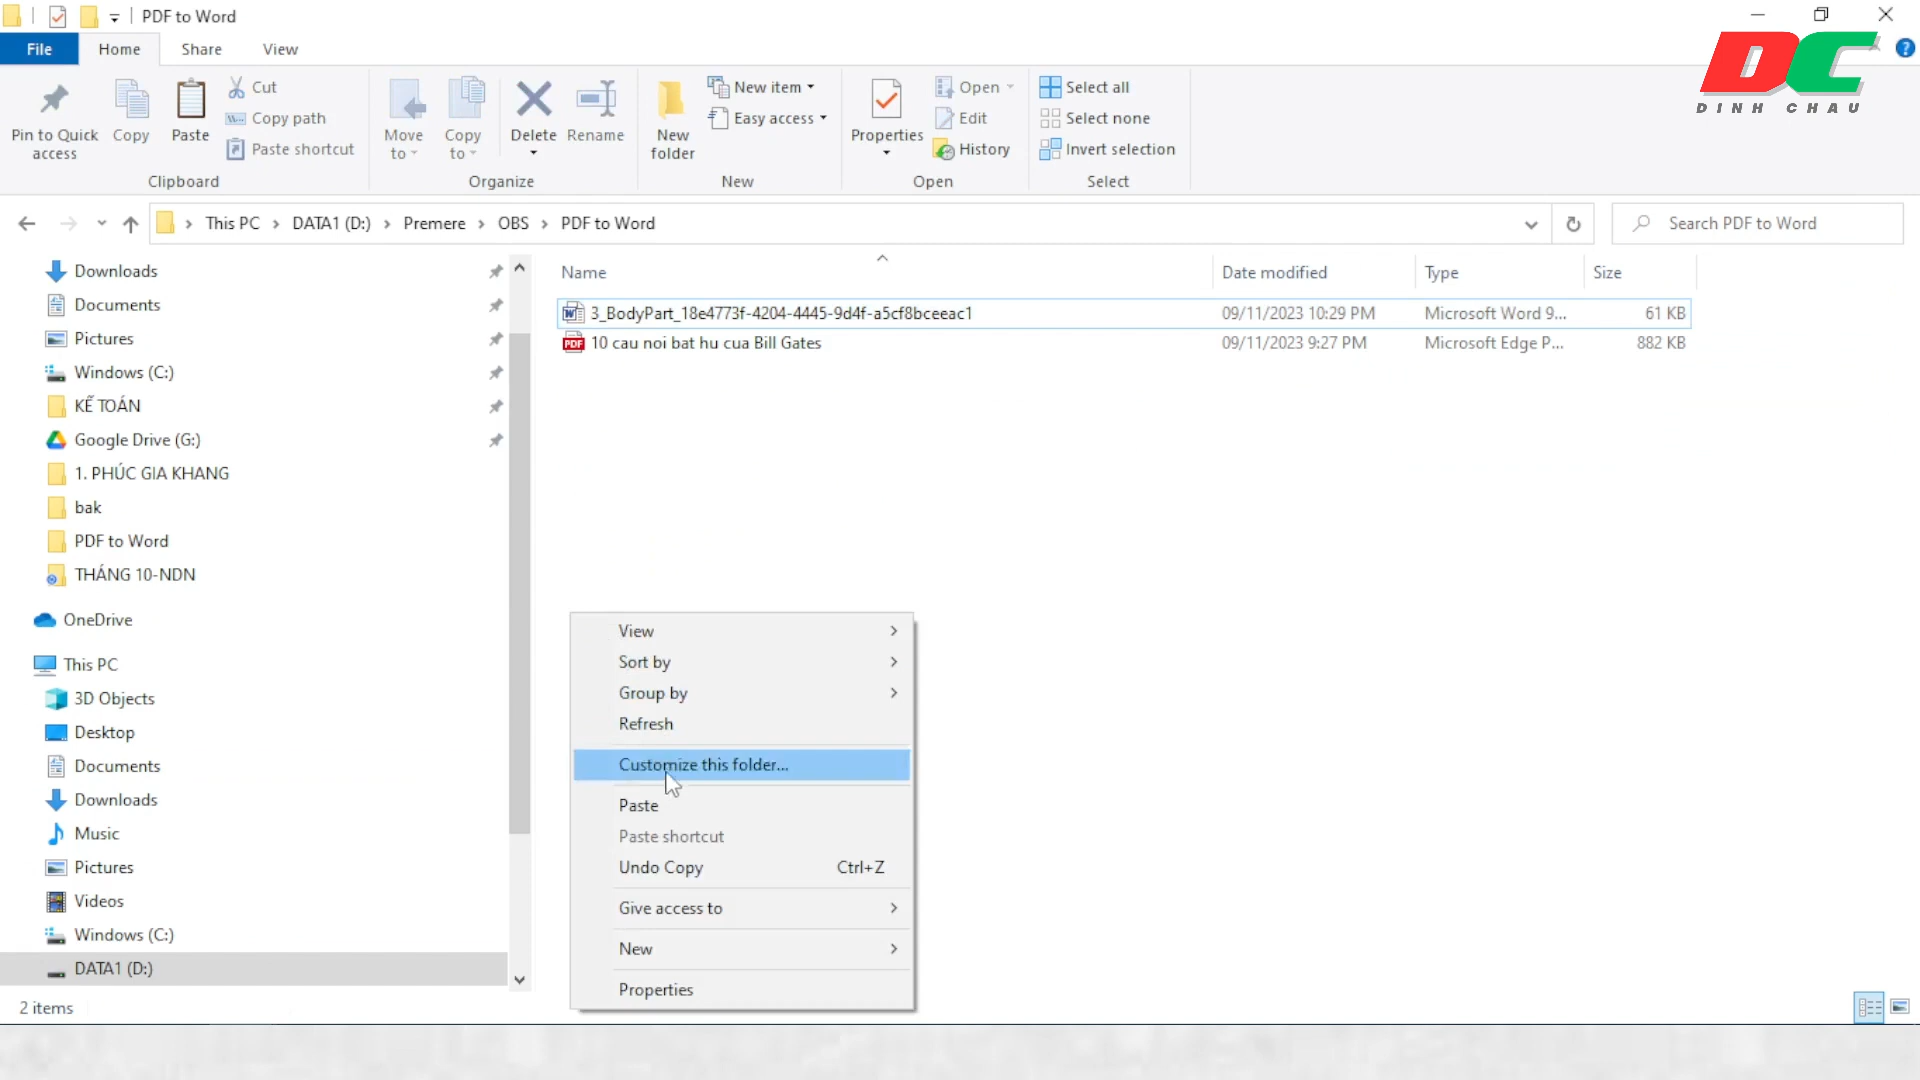 PDF to Word
File Home Share View
Pin to Quick access
Copy
Paste
Cut
Copy path
Paste shortcut
Clipboard
Move to
Copy to
Delete
Rename
Organize
New folder
New item
Easy access
New
Properties
Open
Edit
History
Open
Select all
Select none
Invert selection
Select
DC
DINH CHAU
This PC > DATA1 (D:) > Premere > OBS > PDF to Word
Search PDF to Word
Downloads
Documents
Pictures
Windows (C:)
KẾ TOÁN
Google Drive (G:)
1. PHÚC GIA KHANG
bak
PDF to Word
THÁNG 10-NDN
OneDrive
This PC
3D Objects
Desktop
Documents
Downloads
Music
Pictures
Videos
Windows (C:)
DATA1 (D:)
Name Date modified Type Size
3_BodyPart_18e4773f-4204-4445-9d4f-a5cf8bceeac1 09/11/2023 10:29 PM Microsoft Word 9... 61 KB
PDF 10 cau noi bat hu cua Bill Gates 09/11/2023 9:27 PM Microsoft Edge P... 882 KB
View
Sort by
Group by
Refresh
Customize this folder...
Paste
Paste shortcut
Undo Copy Ctrl+Z
Give access to
New
Properties
2 items